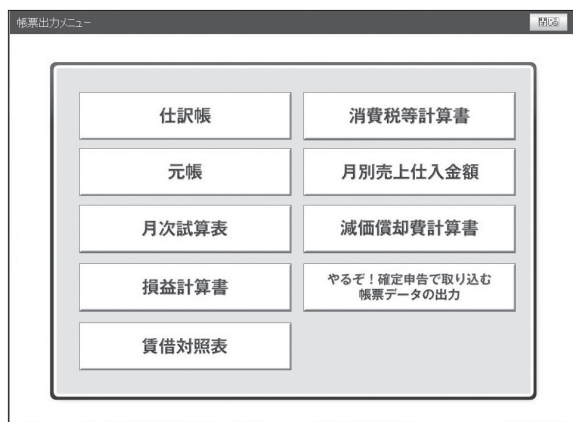 帳票出力メニュー
閉じる
仕訳帳
消費税等計算書
元帳
月別売上仕入金額
月次試算表
減価償却費計算書
損益計算書
やるぞ！確定申告で取り込む
帳票データの出力
賃借対照表